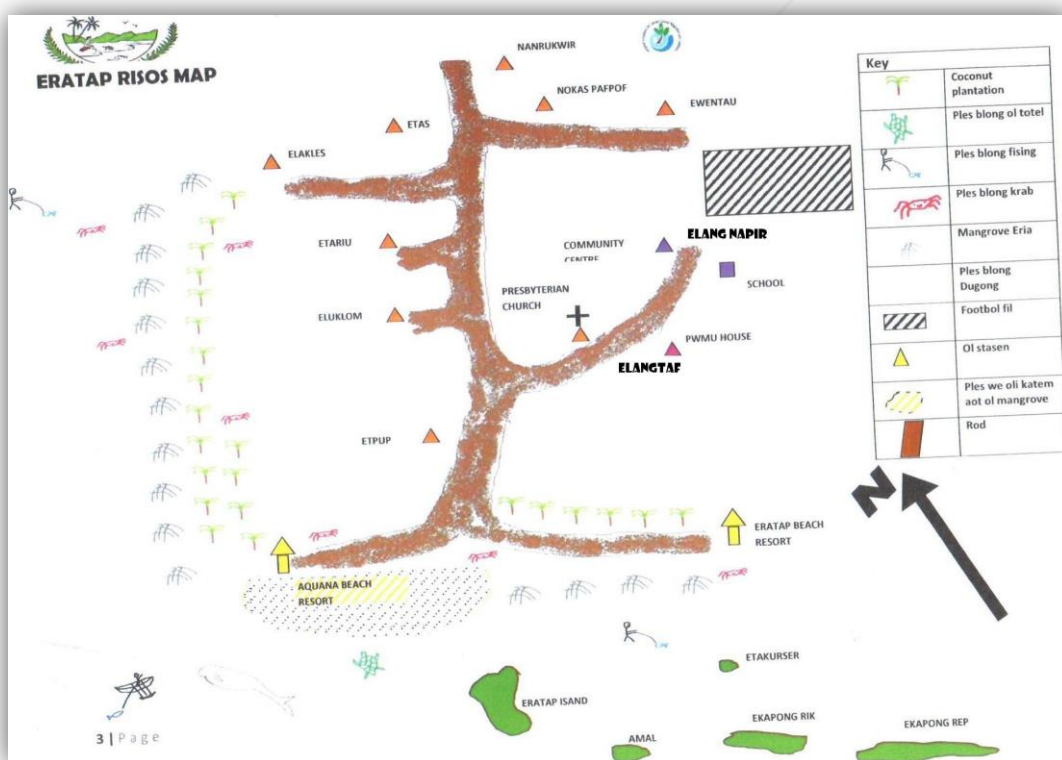 ERATAP RISOS MAP
NANRUKWIR
NOKAS PAFPOF
EWENTAU
ETAS
ELAKLES
ETARIU
COMMUNITY
CENTRE
ELANG NAPIR
SCHOOL
PRESBYTERIAN
CHURCH
ELUKLOM
PWMU HOUSE
ELANGTAF
ETPUP
ERATAP BEACH
RESORT
AQUANA BEACH
RESORT
ETAKURSER
ERATAP ISAND
EKAPONG RIK
EKAPONG REP
AMAL
3 | Page
Key
Coconut
plantation
Ples blong ol totel
Ples blong fising
Ples blong krab
Mangrove Eria
Ples blong
Dugong
Footbol fil
Ol stasen
Ples we oli katem
aot ol mangrove
Rod
N